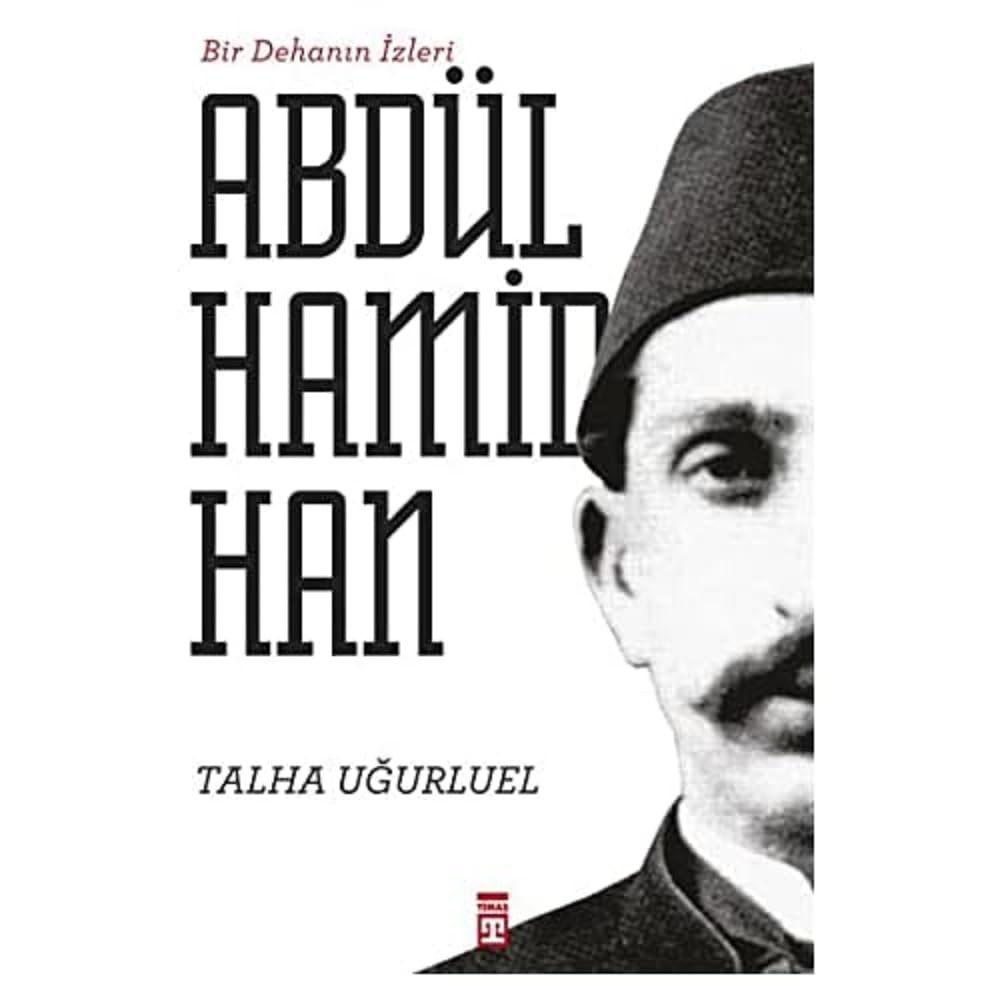 Bir Dehanın İzleri
ABDÜL
HAMİD
HAN
TALHA UĞURLUEL
TİMAŞ
T